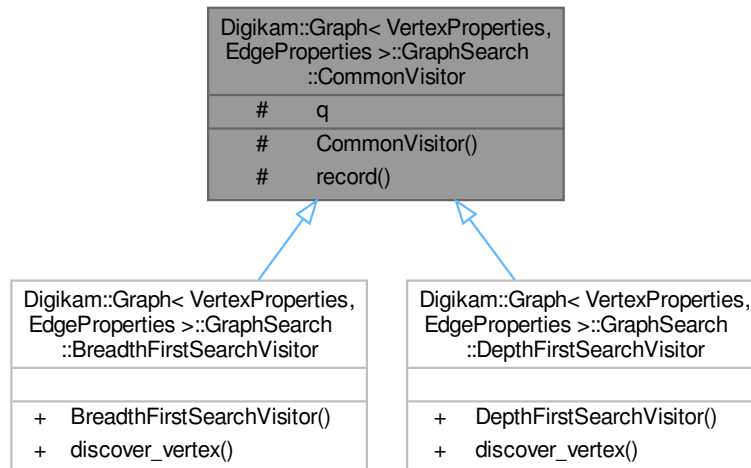 Digikam::Graph< VertexProperties,
EdgeProperties >::GraphSearch
::CommonVisitor
# q
# CommonVisitor()
# record()
Digikam::Graph< VertexProperties,
EdgeProperties >::GraphSearch
::BreadthFirstSearchVisitor
+ BreadthFirstSearchVisitor()
+ discover_vertex()
Digikam::Graph< VertexProperties,
EdgeProperties >::GraphSearch
::DepthFirstSearchVisitor
+ DepthFirstSearchVisitor()
+ discover_vertex()